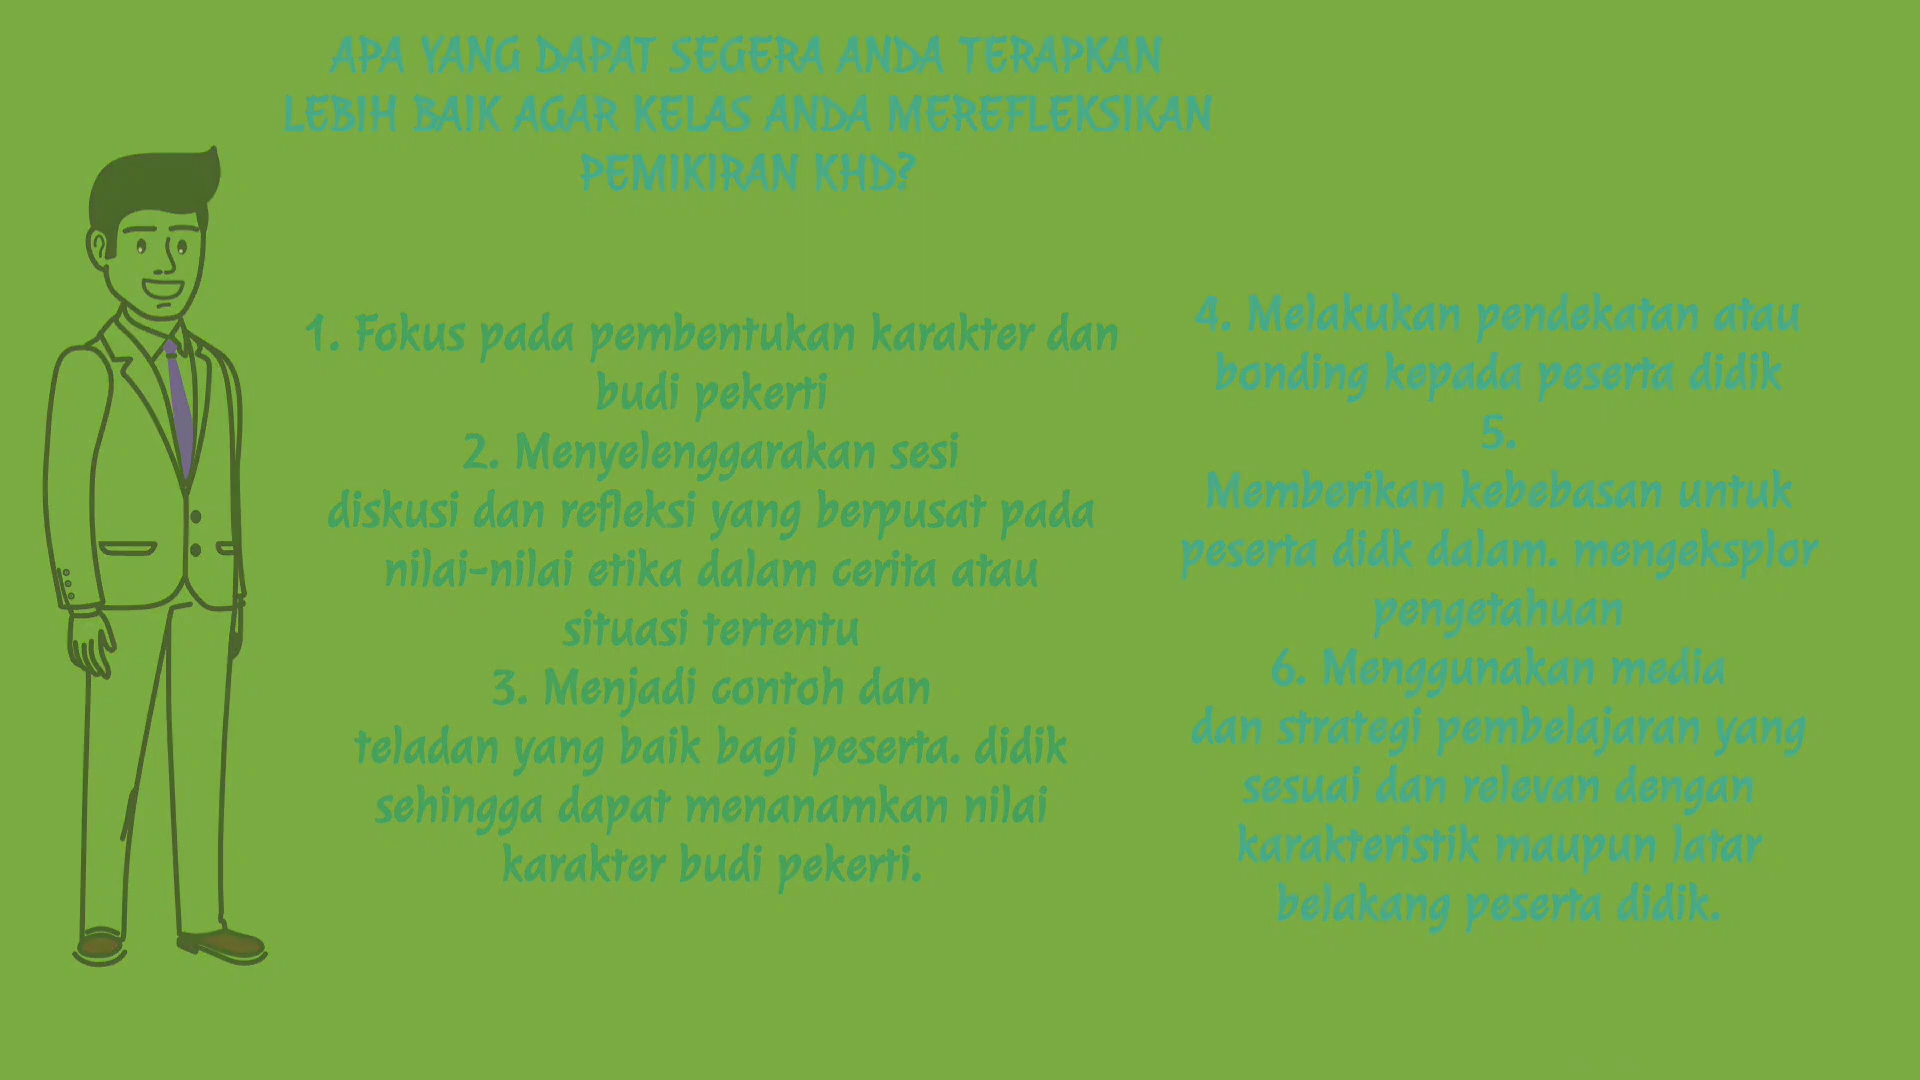 APA YANG DAPAT SEGERA ANDA TERAPKAN
LEBIH BAIK AGAR KELAS ANDA MEREFLEKSIKAN
PEMIKIRAN KHD?
1. Fokus pada pembentukan karakter dan
budi pekerti
2. Menyelenggarakan sesi
diskusi dan refleksi yang berpusat pada
nilai-nilai etika dalam cerita atau
situasi tertentu
3. Menjadi contoh dan
teladan yang baik bagi peserta. didik
sehingga dapat menanamkan nilai
karakter budi pekerti.
4. Melakukan pendekatan atau
bonding kepada peserta didik
5.
Memberikan kebebasan untuk
peserta didk dalam. mengeksplor
pengetahuan
6. Menggunakan media
dan strategi pembelajaran yang
sesuai dan relevan dengan
karakteristik maupun latar
belakang peserta didik.